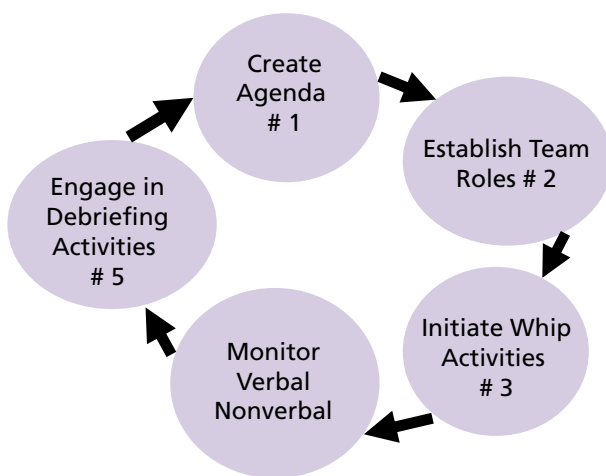 Create
Agenda
# 1
Establish Team
Roles # 2
Initiate Whip
Activities
# 3
Monitor
Verbal
Nonverbal
Engage in
Debriefing
Activities
# 5